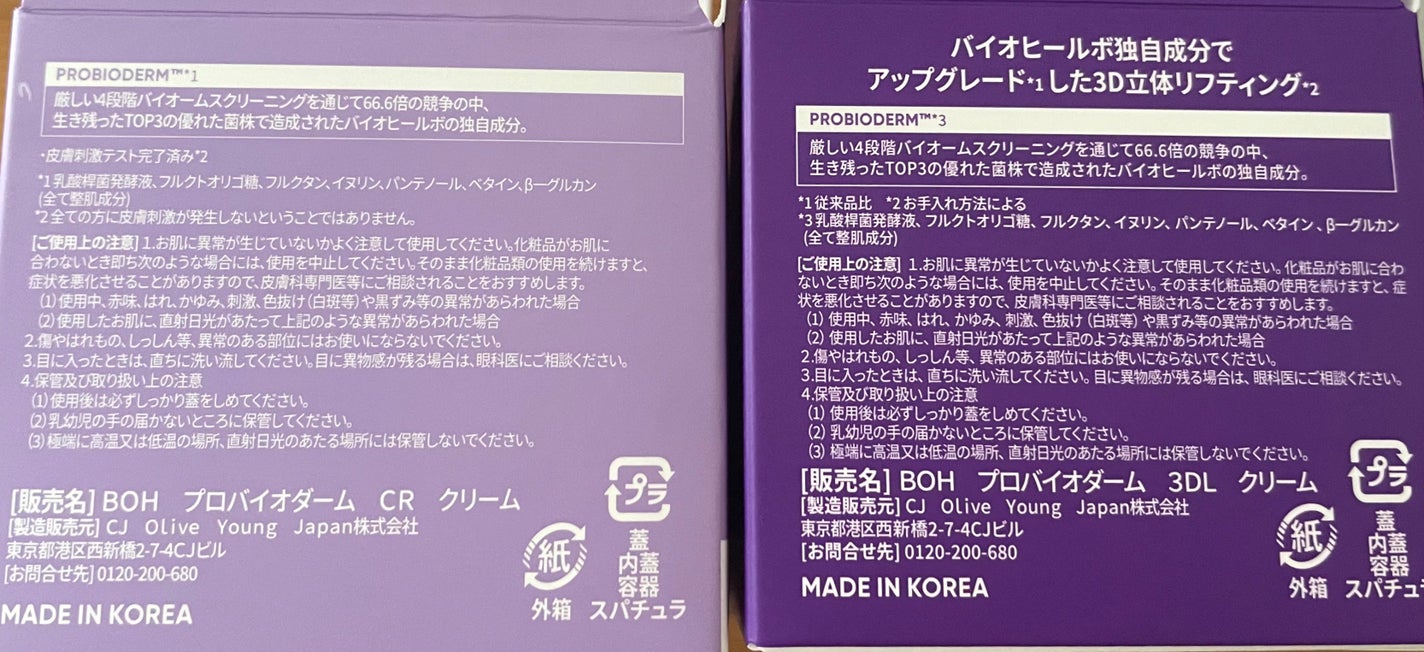 PROBIODERM™*1
厳しい4段階バイオームスクリーニングを通じて66.6倍の競争の中、
生き残ったTOP3の優れた菌株で造成されたバイオヒールボの独自成分。
・皮膚刺激テスト完了済み*2
*1 乳酸桿菌発酵液、フルクトオリゴ糖、フルクタン、イヌリン、パンテノール、ベタイン、β―グルカン
(全て整肌成分)
*2 全ての方に皮膚刺激が発生しないということではありません。
[ご使用上の注意] 1.お肌に異常が生じていないかよく注意して使用してください。化粧品がお肌に
合わないとき即ち次のような場合には、使用を中止してください。そのまま化粧品類の使用を続けますと、
症状を悪化させることがありますので、皮膚科専門医等にご相談されることをおすすめします。
(1)使用中、赤味、はれ、かゆみ、刺激、色抜け(白斑等)や黒ずみ等の異常があらわれた場合
(2)使用したお肌に、直射日光があたって上記のような異常があらわれた場合
2.傷やはれもの、しっしん等、異常のある部位にはお使いにならないでください。
3.目に入ったときは、直ちに洗い流してください。目に異物感が残る場合は、眼科医にご相談ください。
4.保管及び取り扱い上の注意
(1)使用後は必ずしっかり蓋をしめてください。
(2)乳幼児の手の届かないところに保管してください。
(3)極端に高温又は低温の場所、直射日光のあたる場所には保管しないでください。
[販売名] BOH プロバイオダーム CR クリーム
[製造販売元] CJ Olive Young Japan株式会社
東京都港区西新橋2-7-4CJビル
[お問合せ先] 0120-200-680
MADE IN KOREA
紙
外箱
プラ
蓋
内蓋
容器
スパチュラ
バイオヒールボ独自成分で
アップグレード*1した3D立体リフティング*2
PROBIODERM™*3
厳しい4段階バイオームスクリーニングを通じて66.6倍の競争の中、
生き残ったTOP3の優れた菌株で造成されたバイオヒールボの独自成分。
*1 従来品比 *2 お手入れ方法による
*3 乳酸桿菌発酵液、フルクトオリゴ糖、フルクタン、イヌリン、パンテノール、ベタイン、β―グルカン
(全て整肌成分)
[ご使用上の注意] 1.お肌に異常が生じていないかよく注意して使用してください。化粧品がお肌に合わ
ないとき即ち次のような場合には、使用を中止してください。そのまま化粧品類の使用を続けますと、症
状を悪化させることがありますので、皮膚科専門医等にご相談されることをおすすめします。
(1) 使用中、赤味、はれ、かゆみ、刺激、色抜け(白斑等)や黒ずみ等の異常があらわれた場合
(2) 使用したお肌に、直射日光があたって上記のような異常があらわれた場合
2.傷やはれもの、しっしん等、異常のある部位にはお使いにならないでください。
3.目に入ったときは、直ちに洗い流してください。目に異物感が残る場合は、眼科医にご相談ください。
4.保管及び取り扱い上の注意
(1) 使用後は必ずしっかり蓋をしめてください。
(2) 乳幼児の手の届かないところに保管してください。
(3) 極端に高温又は低温の場所、直射日光のあたる場所には保管しないでください。
[販売名] BOH プロバイオダーム 3DL クリーム
[製造販売元] CJ Olive Young Japan株式会社
東京都港区西新橋2-7-4CJビル
[お問合せ先] 0120-200-680
MADE IN KOREA
紙
外箱
プラ
蓋
内蓋
容器
スパチュラ